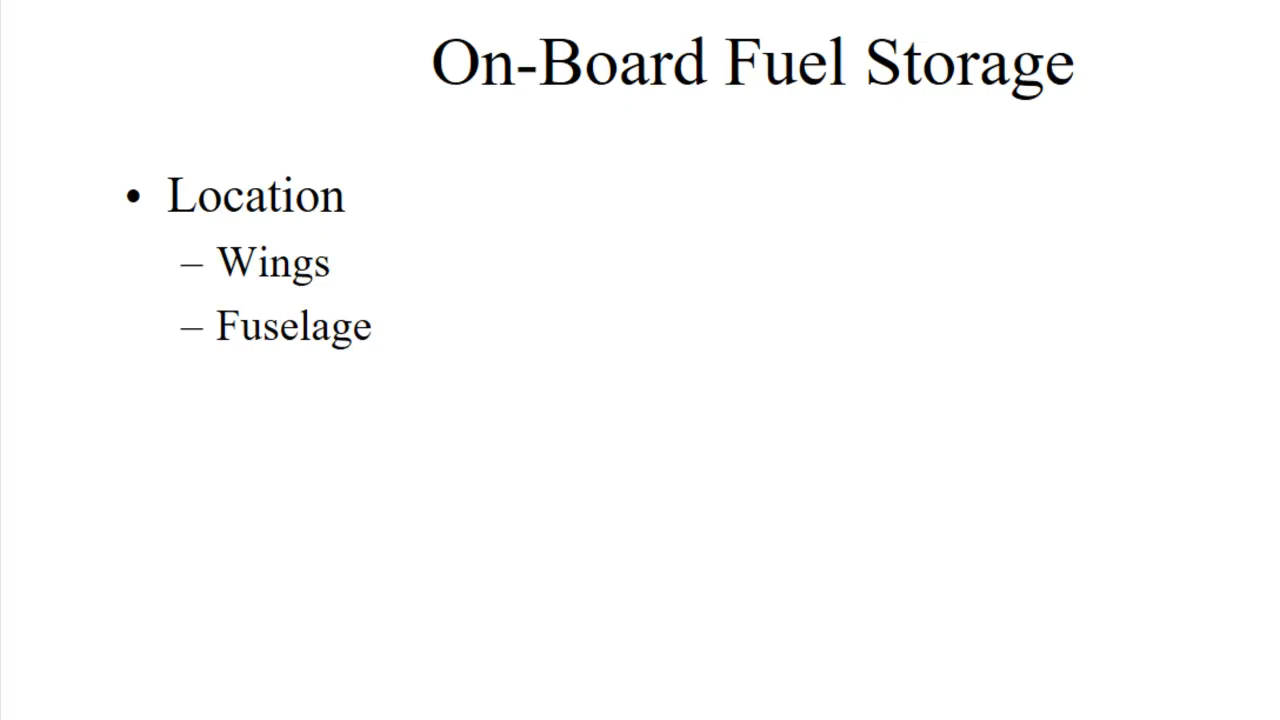 On-Board Fuel Storage
• Location
– Wings
– Fuselage